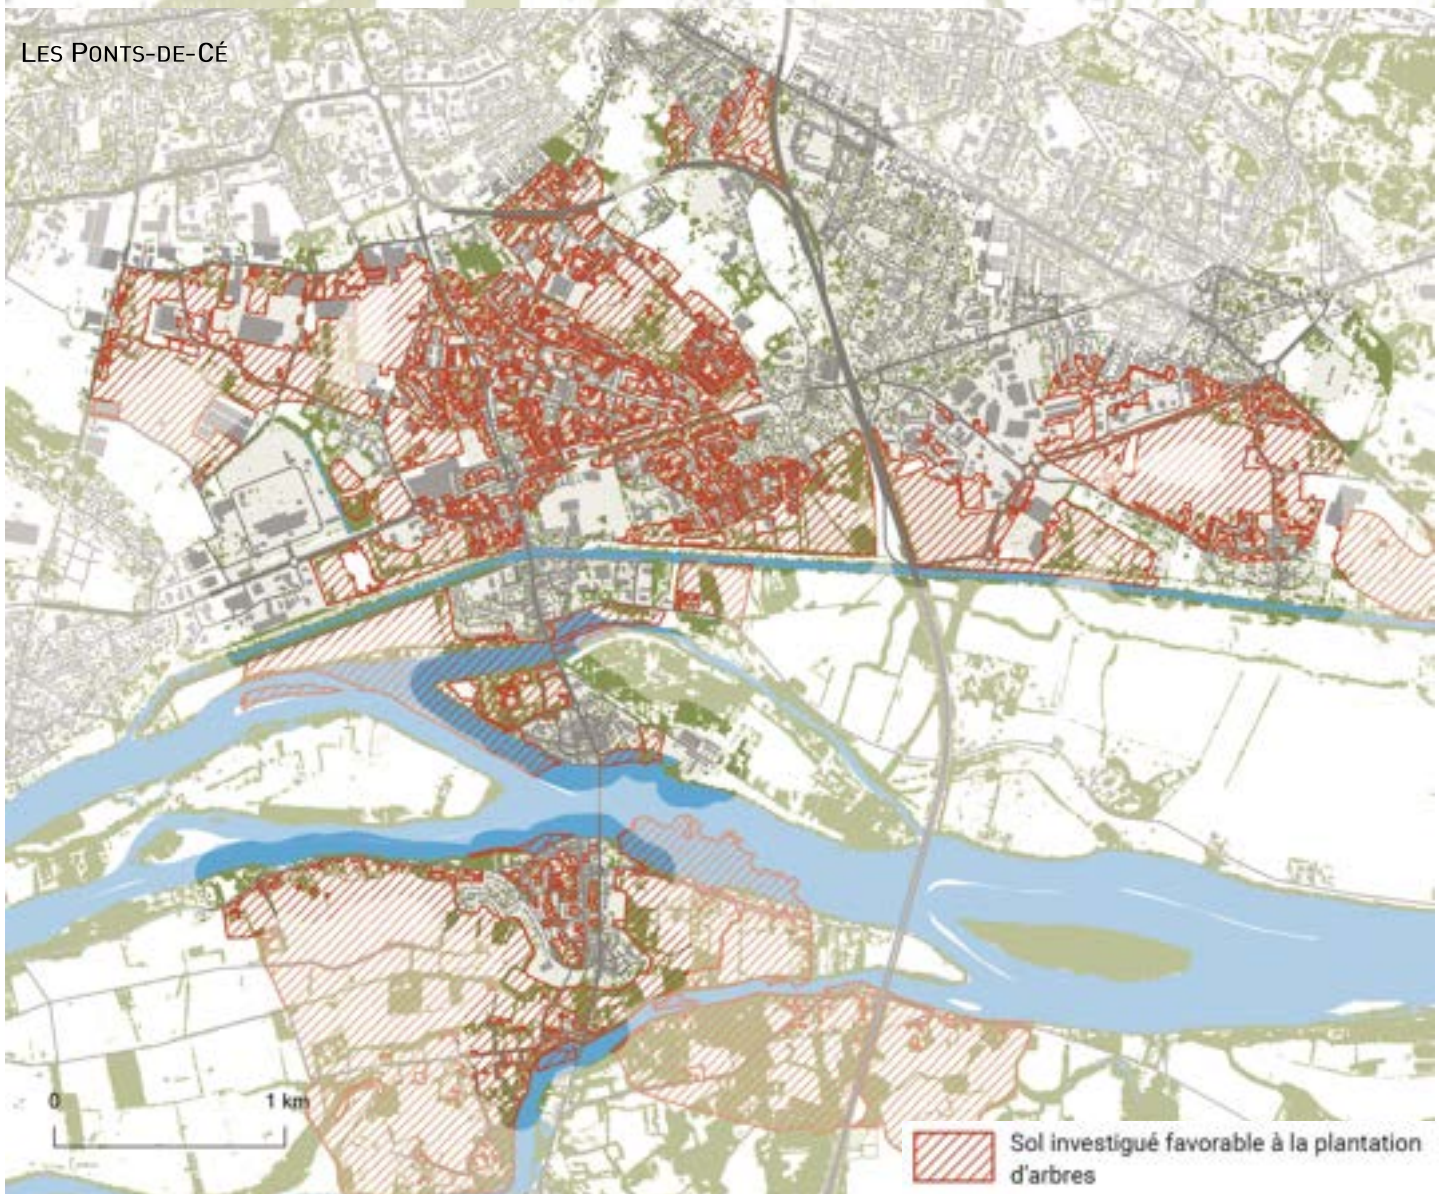 LES PONTS-DE-CÉ
0 1 km
Sol investigué favorable à la plantation
d'arbres